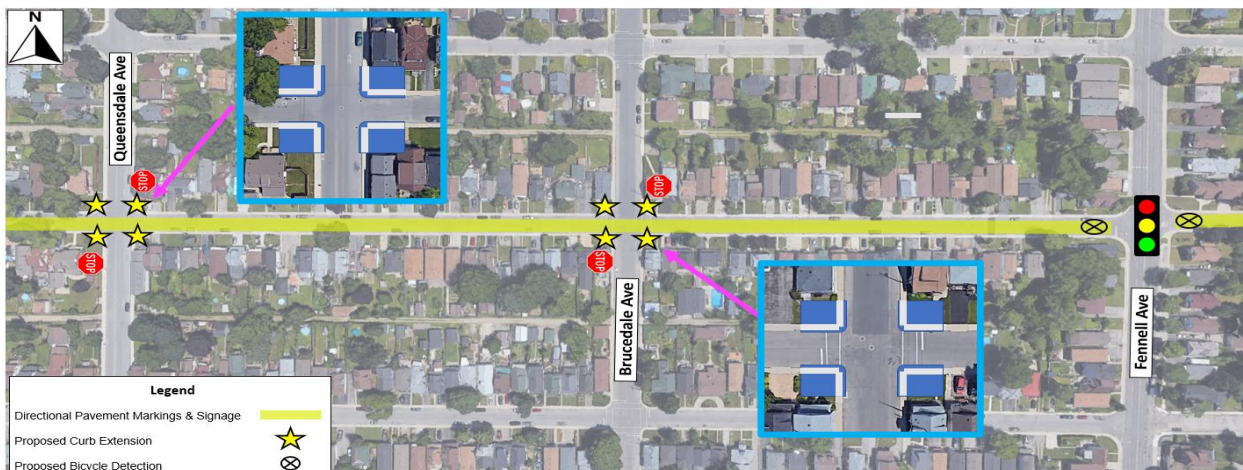 N
Queensdale Ave
STOP
STOP
Brucedale Ave
STOP
STOP
Fennell Ave
Legend
Directional Pavement Markings & Signage
Proposed Curb Extension
Proposed Bicycle Detection